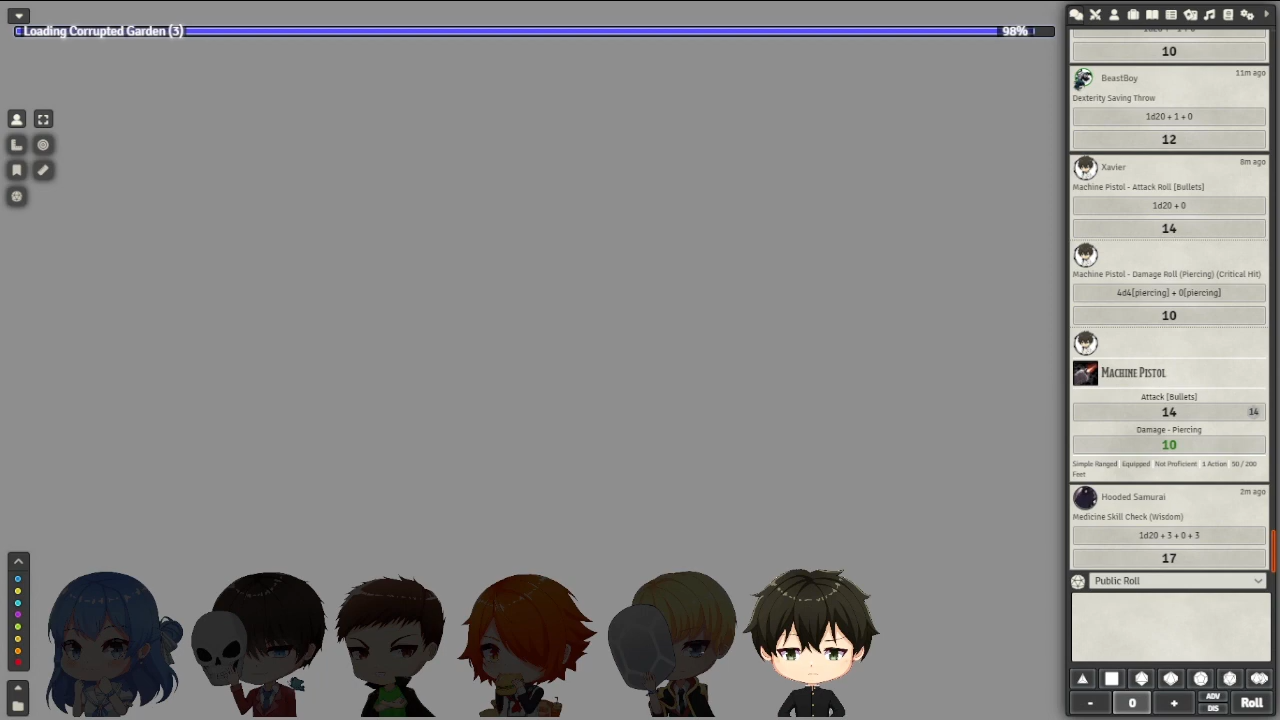 Loading Corrupted Garden (3) 98%
10
BeastBoy 11m ago
Dexterity Saving Throw
1d20 + 1 + 0
12
Xavier 8m ago
Machine Pistol - Attack Roll [Bullets]
1d20 + 0
14
Machine Pistol - Damage Roll (Piercing) (Critical Hit)
4d4[piercing] + 0[piercing]
10
Machine Pistol
Attack [Bullets]
14 14
Damage - Piercing
10
Simple Ranged Equipped Not Proficient 1 Action 50 / 200
Feet
Hooded Samurai 2m ago
Medicine Skill Check (Wisdom)
1d20 + 3 + 0 + 3
17
Public Roll
- 0 + ADV
DIS Roll